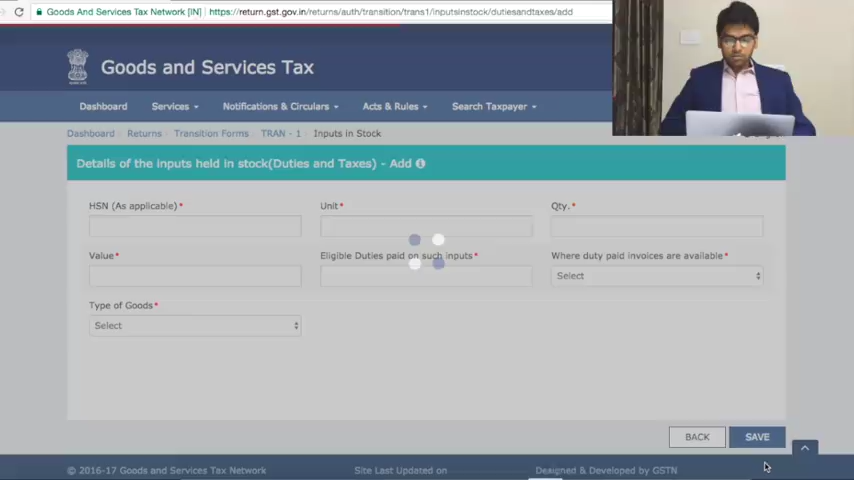 Goods And Services Tax Network [IN] https://return.gst.gov.in/returns/auth/transition/trans1/inputsinstock/dutiesandtaxes/add
Goods and Services Tax
Dashboard Services Notifications & Circulars Acts & Rules Search Taxpayer
Dashboard Returns Transition Forms TRAN - 1 Inputs in Stock
Details of the inputs held in stock(Duties and Taxes) - Add
HSN (As applicable)* Unit* Qty.*
Value* Eligible Duties paid on such inputs* Where duty paid invoices are available*
Select
Type of Goods*
Select
BACK SAVE
© 2016-17 Goods and Services Tax Network Site Last Updated on Designed & Developed by GSTN